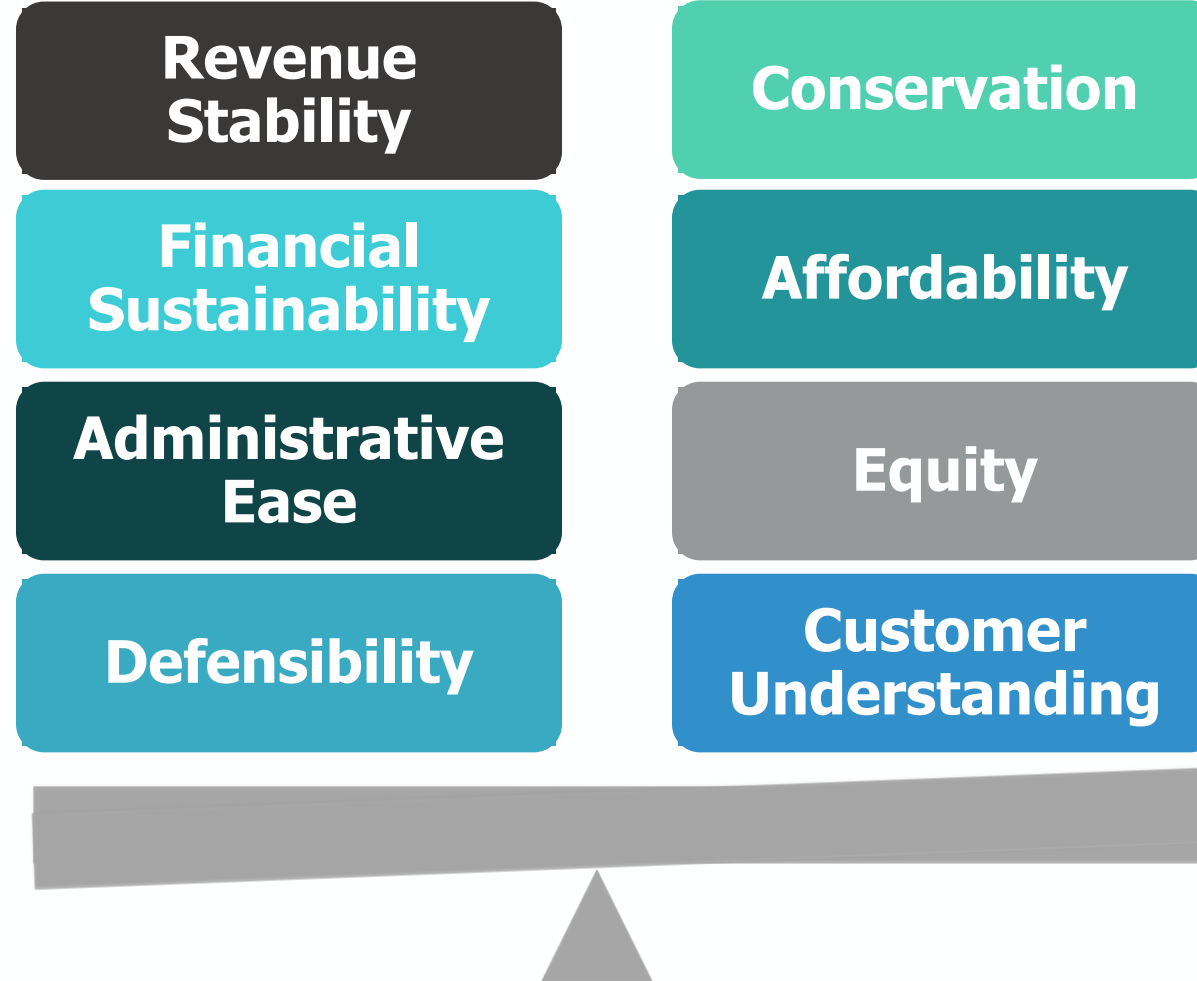 Revenue
Stability
Financial
Sustainability
Administrative
Ease
Defensibility
Conservation
Affordability
Equity
Customer
Understanding